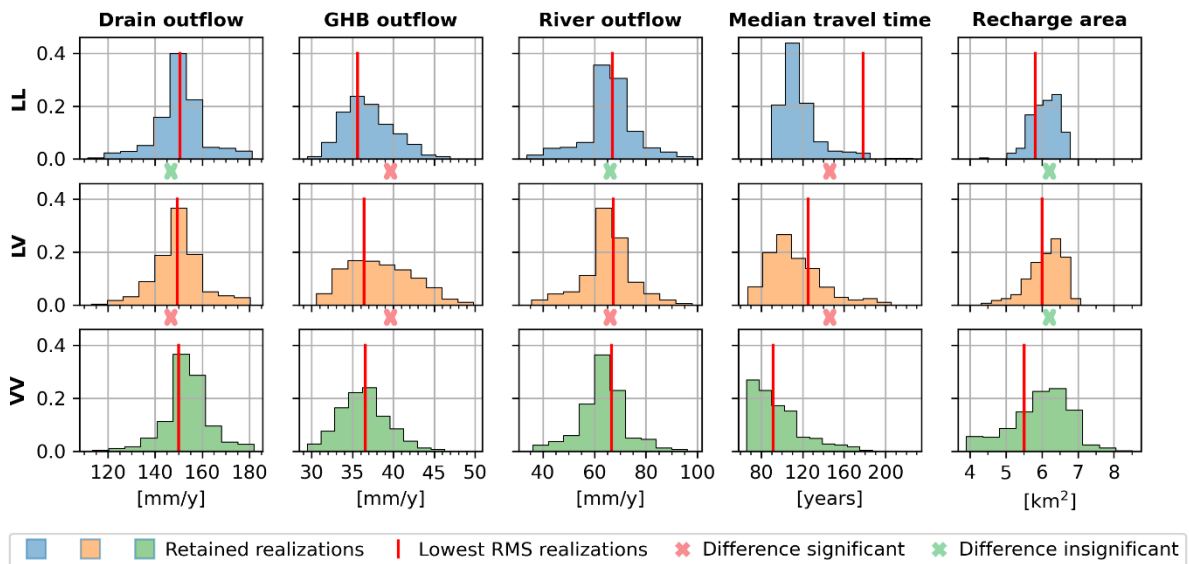 Drain outflow GHB outflow River outflow Median travel time Recharge area
LL
0.4
0.2
0.0
LV
0.4
0.2
0.0
VV
0.4
0.2
0.0
120 140 160 180 30 35 40 45 50 40 60 80 100 80 120 160 200 4 5 6 7 8
[mm/y] [mm/y] [mm/y] [years] [km²]
Retained realizations Lowest RMS realizations Difference significant Difference insignificant